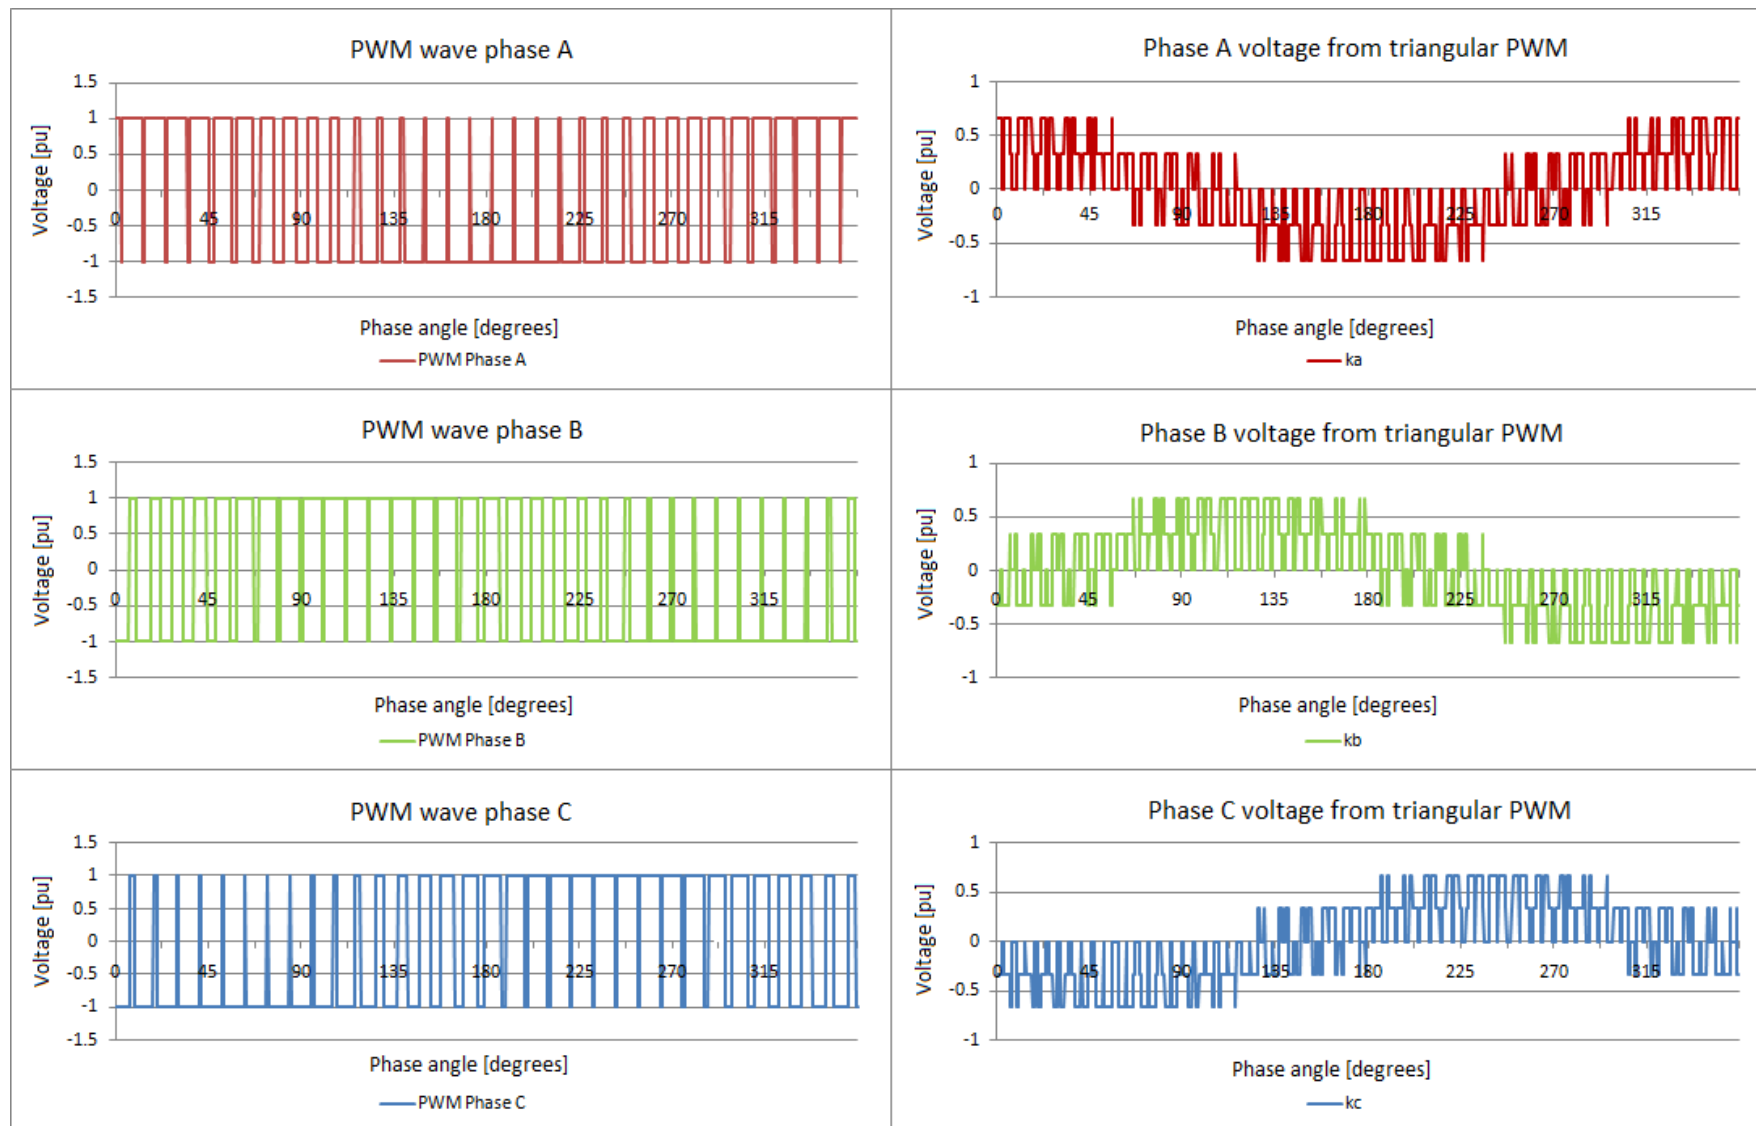 PWM wave phase A
1.5
1
0.5
0
-0.5
-1
-1.5
0 45 90 135 180 225 270 315
Voltage [pu]
Phase angle [degrees]
PWM Phase A
Phase A voltage from triangular PWM
1
0.5
0
-0.5
-1
0 45 90 135 180 225 270 315
Voltage [pu]
Phase angle [degrees]
ka
PWM wave phase B
1.5
1
0.5
0
-0.5
-1
-1.5
0 45 90 135 180 225 270 315
Voltage [pu]
Phase angle [degrees]
PWM Phase B
Phase B voltage from triangular PWM
1
0.5
0
-0.5
-1
0 45 90 135 180 225 270 315
Voltage [pu]
Phase angle [degrees]
kb
PWM wave phase C
1.5
1
0.5
0
-0.5
-1
-1.5
0 45 90 135 180 225 270 315
Voltage [pu]
Phase angle [degrees]
PWM Phase C
Phase C voltage from triangular PWM
1
0.5
0
-0.5
-1
0 45 90 135 180 225 270 315
Voltage [pu]
Phase angle [degrees]
kc